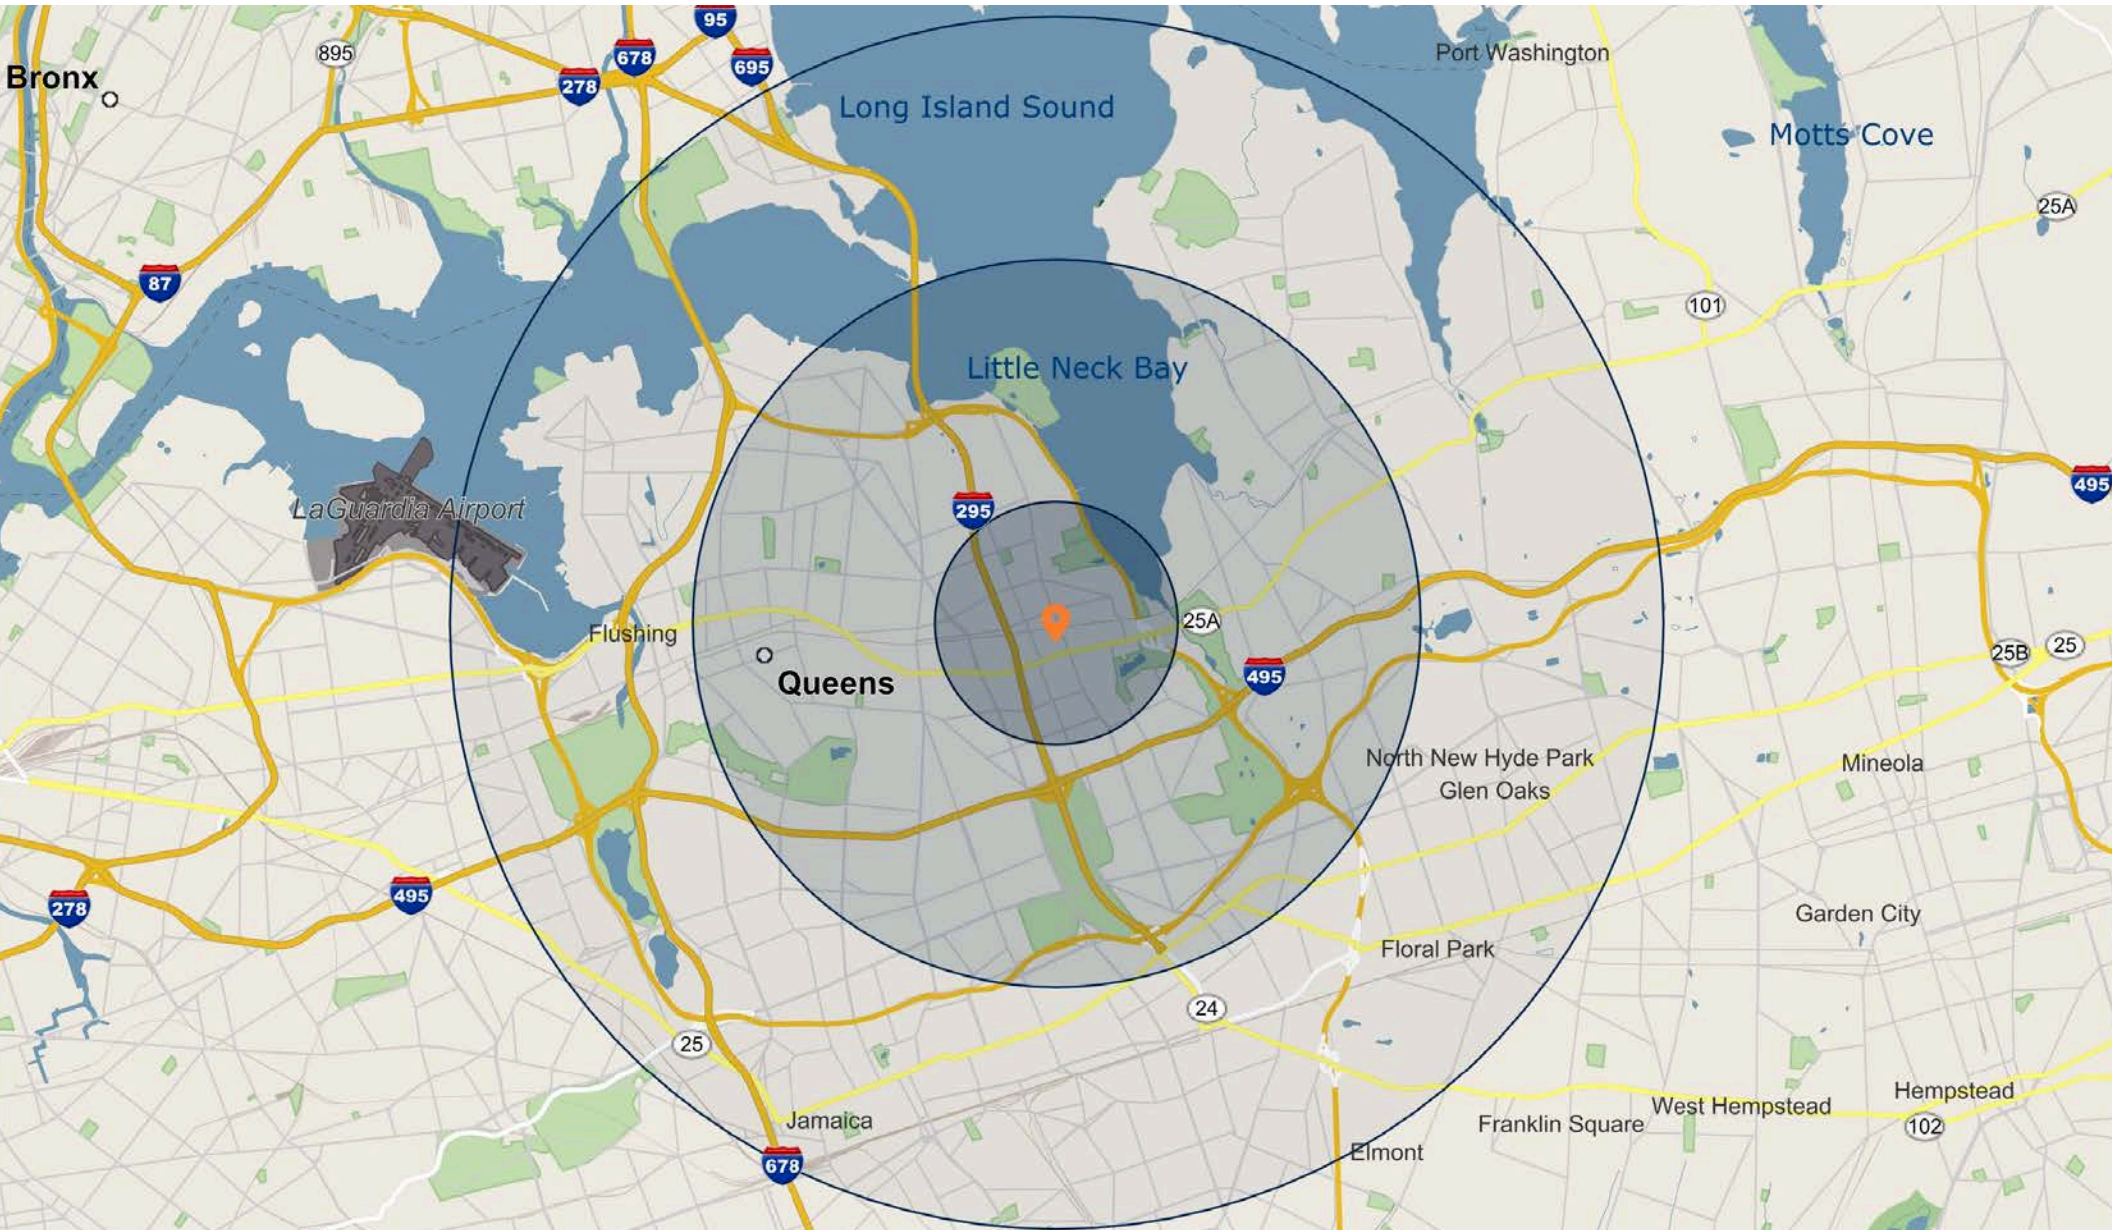 95
895
678
Port Washington
695
Bronx
278
Long Island Sound
Motts Cove
25A
87
101
Little Neck Bay
495
LaGuardia Airport
295
25A
Flushing
25B
25
Queens
495
North New Hyde Park
Mineola
Glen Oaks
495
278
Garden City
Floral Park
24
25
Hempstead
West Hempstead
Jamaica
Franklin Square
102
Elmont
678